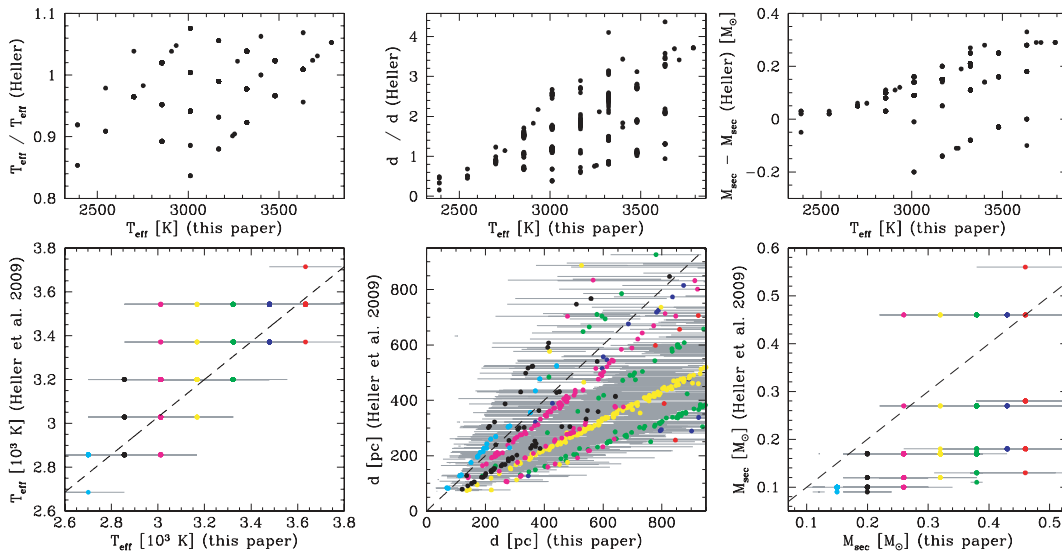 T_eff / T_eff (Heller)
1.1
1
0.9
0.8
2500 3000 3500
T_eff [K] (this paper)
d / d (Heller)
4
3
2
1
0
2500 3000 3500
T_eff [K] (this paper)
M_sec − M_sec (Heller) [M_⊙]
0.4
0.2
0
−0.2
2500 3000 3500
T_eff [K] (this paper)
T_eff [10³ K] (Heller et al. 2009)
3.8
3.6
3.4
3.2
3
2.8
2.6
2.6 2.8 3 3.2 3.4 3.6 3.8
T_eff [10³ K] (this paper)
d [pc] (Heller et al. 2009)
800
600
400
200
0
0 200 400 600 800
d [pc] (this paper)
M_sec [M_⊙] (Heller et al. 2009)
0.6
0.5
0.4
0.3
0.2
0.1
0.1 0.2 0.3 0.4 0.5
M_sec [M_⊙] (this paper)